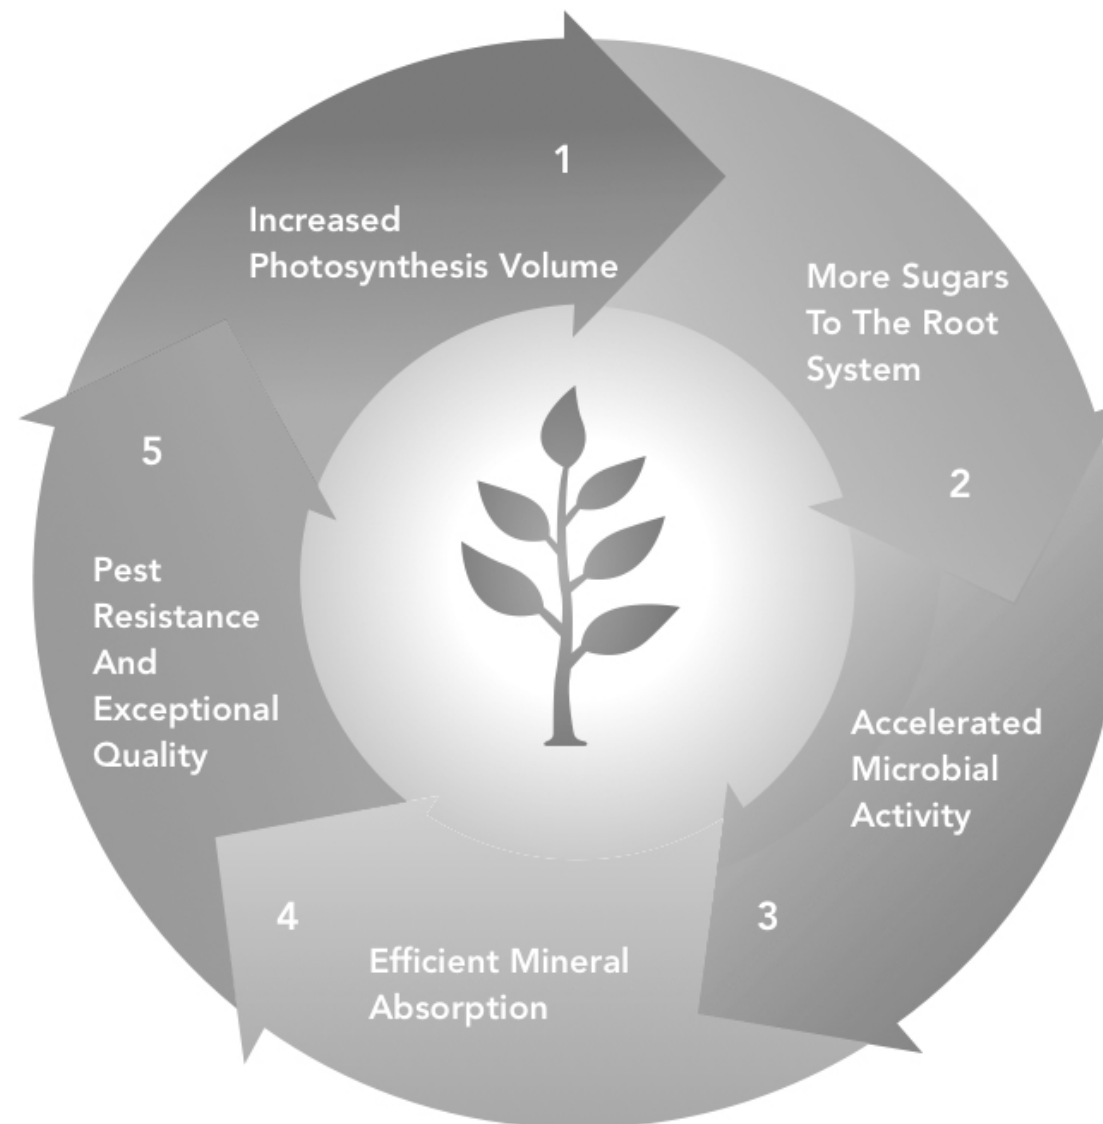 1
Increased
Photosynthesis Volume
More Sugars
To The Root
System
2
Accelerated
Microbial
Activity
3
4
Efficient Mineral
Absorption
5
Pest
Resistance
And
Exceptional
Quality